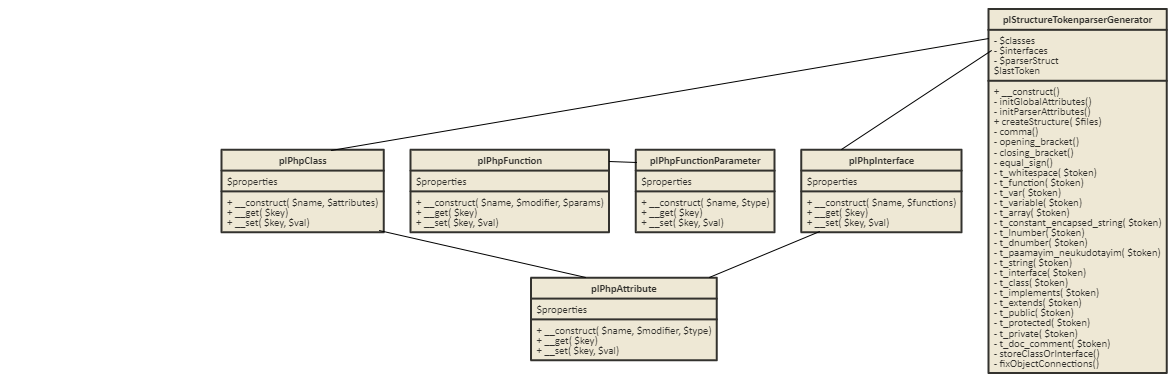 plStructureTokenparserGenerator
- $classes
- $interfaces
- $parserStruct
$lastToken
+ __construct()
- initGlobalAttributes()
- initParserAttributes()
+ createStructure( $files)
- comma()
- opening_bracket()
- closing_bracket()
- equal_sign()
- t_whitespace( $token)
- t_function( $token)
- t_var( $token)
- t_variable( $token)
- t_array( $token)
- t_constant_encapsed_string( $token)
- t_lnumber( $token)
- t_dnumber( $token)
- t_paamayim_neukudotayim( $token)
- t_string( $token)
- t_interface( $token)
- t_class( $token)
- t_implements( $token)
- t_extends( $token)
- t_public( $token)
- t_protected( $token)
- t_private( $token)
- t_doc_comment( $token)
- storeClassOrInterface()
- fixObjectConnections()
plPhpClass
$properties
+ __construct( $name, $attributes)
+ __get( $key)
+ __set( $key, $val)
plPhpFunction
$properties
+ __construct( $name, $modifier, $params)
+ __get( $key)
+ __set( $key, $val)
plPhpFunctionParameter
$properties
+ __construct( $name, $type)
+ __get( $key)
+ __set( $key, $val)
plPhpInterface
$properties
+ __construct( $name, $functions)
+ __get( $key)
+ __set( $key, $val)
plPhpAttribute
$properties
+ __construct( $name, $modifier, $type)
+ __get( $key)
+ __set( $key, $val)